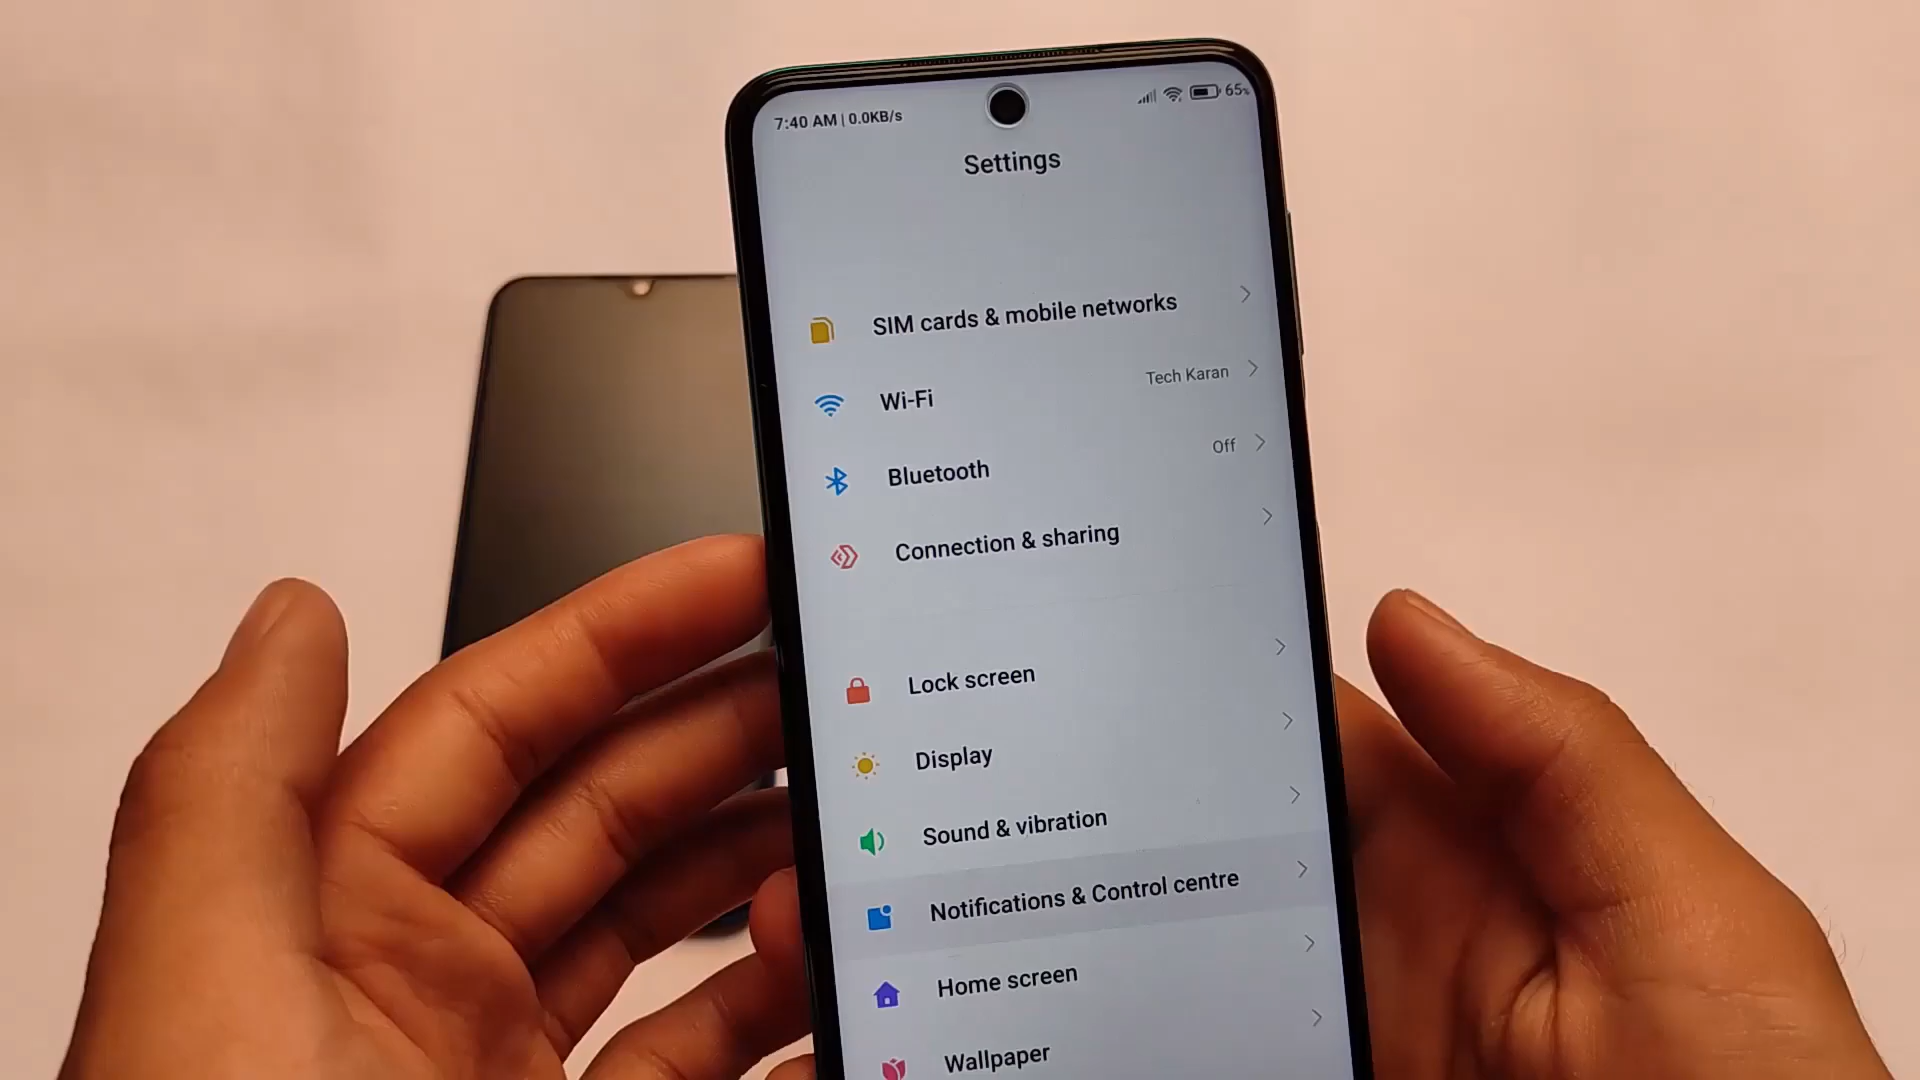 7:40 AM | 0.0KB/s
65%
Settings
SIM cards & mobile networks
Wi-Fi
Tech Karan
Bluetooth
Off
Connection & sharing
Lock screen
Display
Sound & vibration
Notifications & Control centre
Home screen
Wallpaper